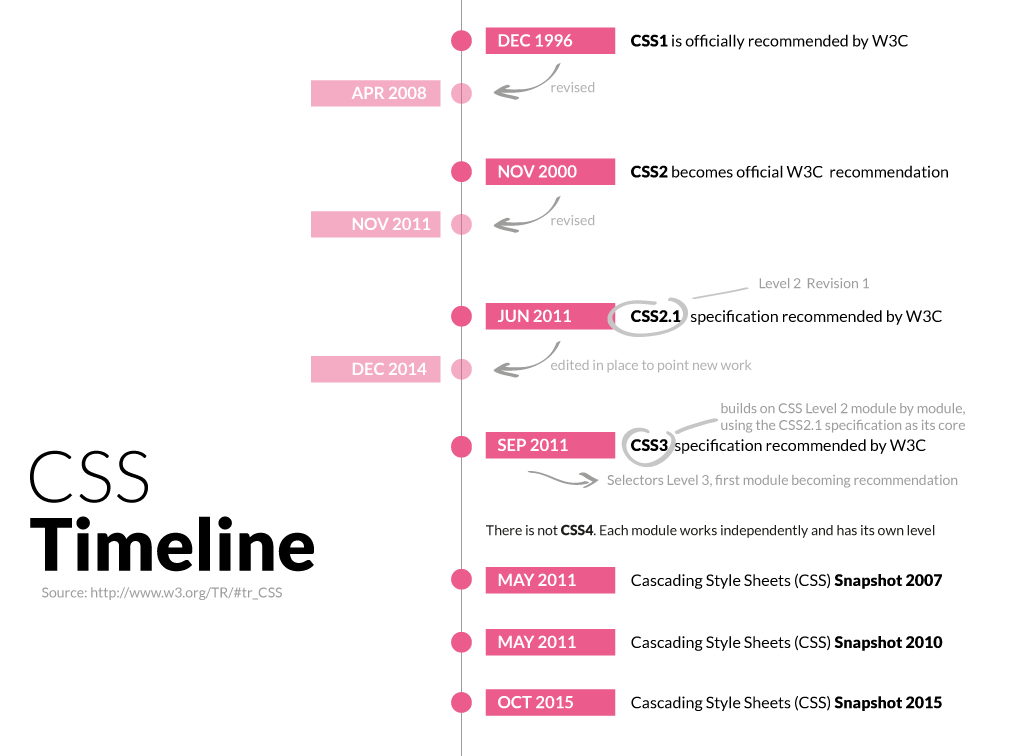 DEC 1996 CSS1 is officially recommended by W3C
revised
APR 2008
NOV 2000 CSS2 becomes official W3C recommendation
revised
NOV 2011
Level 2 Revision 1
JUN 2011 CSS2.1 specification recommended by W3C
edited in place to point new work
DEC 2014
builds on CSS Level 2 module by module,
using the CSS2.1 specification as its core
SEP 2011 CSS3 specification recommended by W3C
Selectors Level 3, first module becoming recommendation
CSS
Timeline
Source: http://www.w3.org/TR/#tr_CSS
There is not CSS4. Each module works independently and has its own level
MAY 2011 Cascading Style Sheets (CSS) Snapshot 2007
MAY 2011 Cascading Style Sheets (CSS) Snapshot 2010
OCT 2015 Cascading Style Sheets (CSS) Snapshot 2015